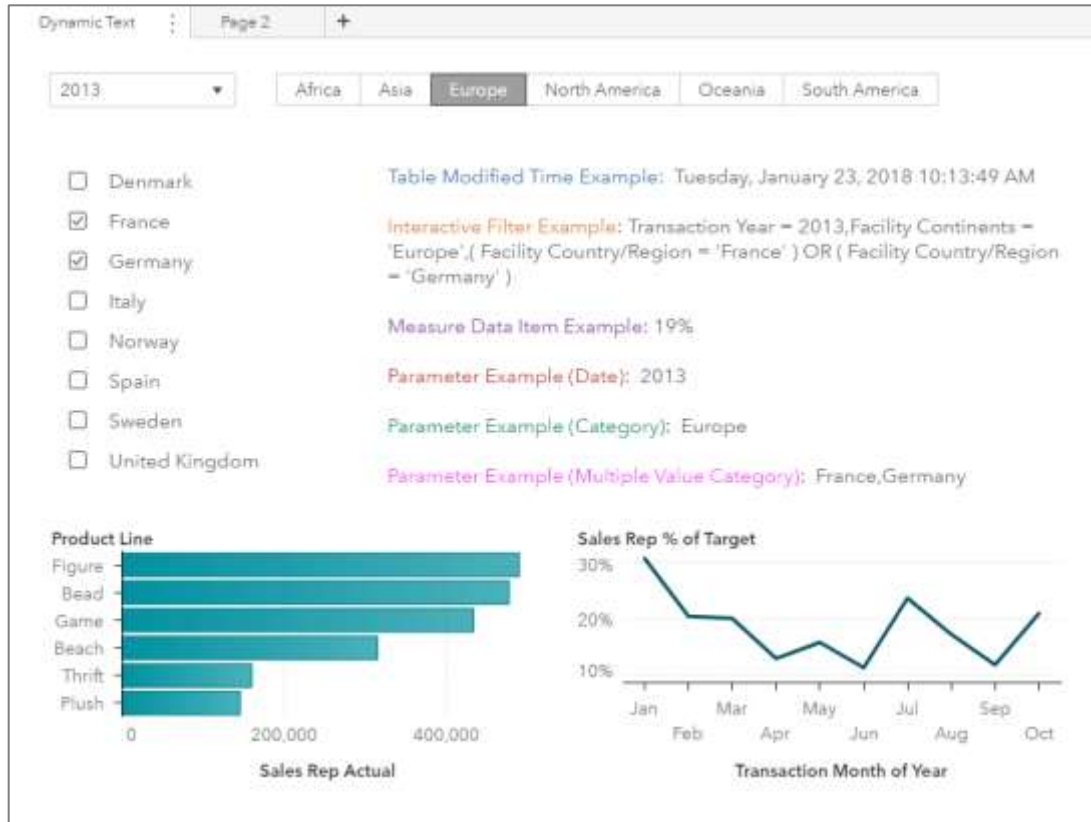 Dynamic Text
Page 2
+
2013
Africa Asia Europe North America Oceania South America
Denmark
France
Germany
Italy
Norway
Spain
Sweden
United Kingdom
Table Modified Time Example: Tuesday, January 23, 2018 10:13:49 AM
Interactive Filter Example: Transaction Year = 2013,Facility Continents =
'Europe',( Facility Country/Region = 'France' ) OR ( Facility Country/Region
= 'Germany' )
Measure Data Item Example: 19%
Parameter Example (Date): 2013
Parameter Example (Category): Europe
Parameter Example (Multiple Value Category): France,Germany
Product Line
Figure
Bead
Game
Beach
Thrift
Plush
0 200,000 400,000
Sales Rep Actual
Sales Rep % of Target
30%
20%
10%
Jan Feb Mar Apr May Jun Jul Aug Sep Oct
Transaction Month of Year